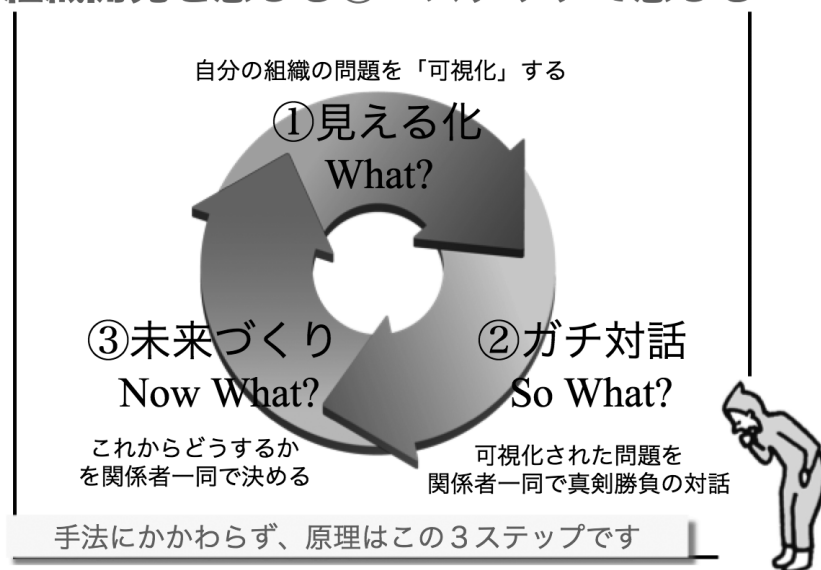 自分の組織の問題を「可視化」する
①見える化
What?
②ガチ対話
So What?
可視化された問題を
関係者一同で真剣勝負の対話
③未来づくり
Now What?
これからどうするか
を関係者一同で決める
手法にかかわらず、原理はこの３ステップです